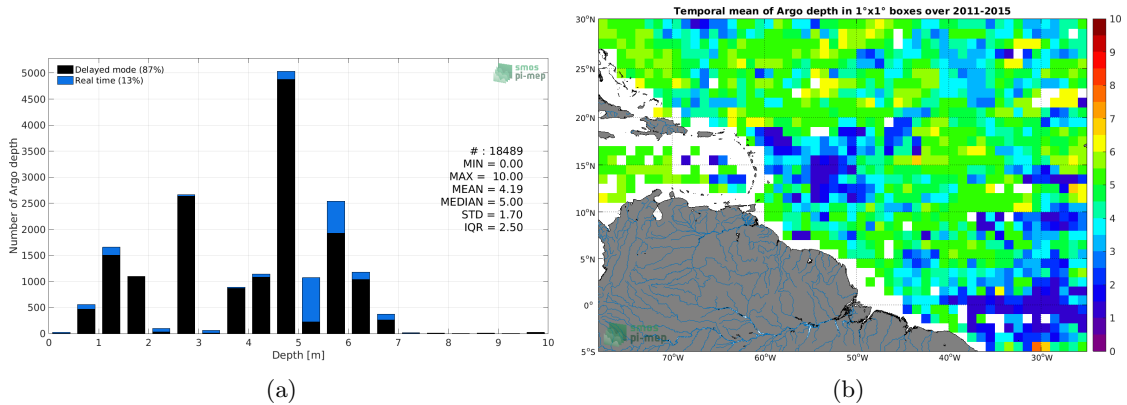 Delayed mode (87%)
Real time (13%)
smos
pi-mep
Number of Argo depth
5000
4500
4000
3500
3000
2500
2000
1500
1000
500
0
# : 18489
MIN = 0.00
MAX = 10.00
MEAN = 4.19
MEDIAN = 5.00
STD = 1.70
IQR = 2.50
0 1 2 3 4 5 6 7 8 9 10
Depth [m]
(a)
Temporal mean of Argo depth in 1°x1° boxes over 2011-2015
30°N
25°N
20°N
15°N
10°N
5°N
0°
5°S
70°W 60°W 50°W 40°W 30°W
smos
pi-mep
10
9
8
7
6
5
4
3
2
1
0
(b)